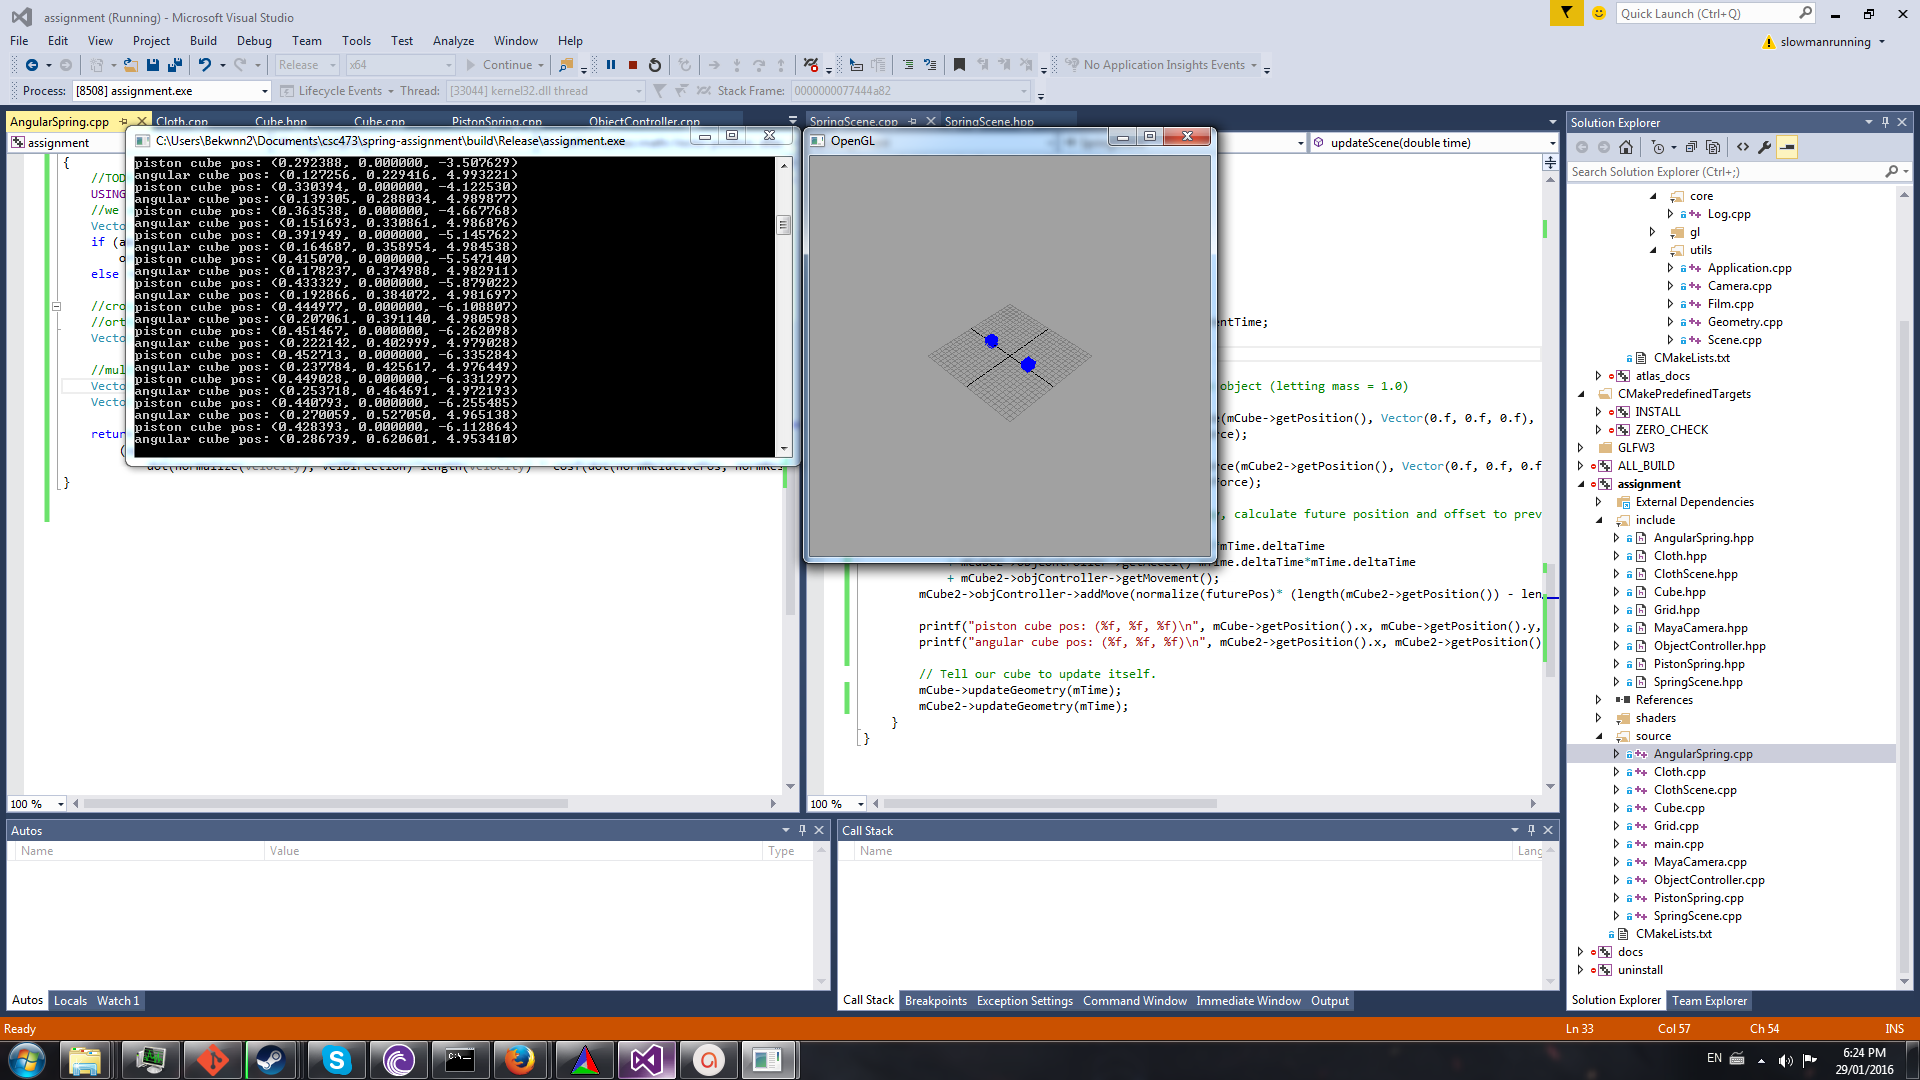 assignment (Running) - Microsoft Visual Studio
Quick Launch (Ctrl+Q)
File Edit View Project Build Debug Team Tools Test Analyze Window Help
slowmanrunning
Release x64 Continue No Application Insights Events
Process: [8508] assignment.exe Lifecycle Events Thread: [33044] kernel32.dll thread Stack Frame: 0000000077444a82
AngularSpring.cpp Cloth.cpp Cube.hpp Cube.cpp PistonSpring.cpp ObjectController.cpp
assignment
C:\Users\Bekwnn2\Documents\csc473\spring-assignment\build\Release\assignment.exe
piston cube pos: (0.292388, 0.000000, -3.507629)
angular cube pos: (0.127256, 0.229416, 4.993221)
piston cube pos: (0.330394, 0.000000, -4.122530)
angular cube pos: (0.139305, 0.288034, 4.989877)
piston cube pos: (0.363538, 0.000000, -4.667768)
angular cube pos: (0.151693, 0.330861, 4.986876)
piston cube pos: (0.391949, 0.000000, -5.145762)
angular cube pos: (0.164687, 0.358954, 4.984538)
piston cube pos: (0.415070, 0.000000, -5.547140)
angular cube pos: (0.178237, 0.374988, 4.982911)
piston cube pos: (0.433329, 0.000000, -5.879022)
angular cube pos: (0.192866, 0.384072, 4.981697)
piston cube pos: (0.444977, 0.000000, -6.108807)
angular cube pos: (0.207061, 0.391140, 4.980598)
piston cube pos: (0.451467, 0.000000, -6.262098)
angular cube pos: (0.222142, 0.402999, 4.979028)
piston cube pos: (0.452713, 0.000000, -6.335284)
angular cube pos: (0.237784, 0.425617, 4.976449)
piston cube pos: (0.449028, 0.000000, -6.331297)
angular cube pos: (0.253718, 0.464691, 4.972193)
piston cube pos: (0.440793, 0.000000, -6.255485)
angular cube pos: (0.270059, 0.527050, 4.965138)
piston cube pos: (0.428393, 0.000000, -6.112864)
angular cube pos: (0.286739, 0.620601, 4.953410)
{
//TOD
USING
//we
Vecto
if (a
o
else
//cro
//ort
Vecto
//mul
Vecto
Vecto
retur
(
}
100 %
SpringScene.cpp SpringScene.hpp
updateScene(double time)
OpenGL
entTime;
object (letting mass = 1.0)
e(mCube->getPosition(), Vector(0.f, 0.f, 0.f),
rce);
rce(mCube2->getPosition(), Vector(0.f, 0.f, 0.f
force);
, calculate future position and offset to prev
*mTime.deltaTime
+ mCube2->objController->getAccel()*mTime.deltaTime*mTime.deltaTime
+ mCube2->objController->getMovement();
mCube2->objController->addMove(normalize(futurePos)* (length(mCube2->getPosition()) - len
printf("piston cube pos: (%f, %f, %f)\n", mCube->getPosition().x, mCube->getPosition().y,
printf("angular cube pos: (%f, %f, %f)\n", mCube2->getPosition().x, mCube2->getPosition()
// Tell our cube to update itself.
mCube->updateGeometry(mTime);
mCube2->updateGeometry(mTime);
}
}
100 %
Autos
Name Value Type
Autos Locals Watch 1
Call Stack
Name Lang
Call Stack Breakpoints Exception Settings Command Window Immediate Window Output
Solution Explorer
Search Solution Explorer (Ctrl+;)
core
Log.cpp
gl
utils
Application.cpp
Camera.cpp
Film.cpp
Geometry.cpp
Scene.cpp
CMakeLists.txt
atlas_docs
CMakePredefinedTargets
INSTALL
ZERO_CHECK
GLFW3
ALL_BUILD
assignment
External Dependencies
include
AngularSpring.hpp
Cloth.hpp
ClothScene.hpp
Cube.hpp
Grid.hpp
MayaCamera.hpp
ObjectController.hpp
PistonSpring.hpp
SpringScene.hpp
References
shaders
source
AngularSpring.cpp
Cloth.cpp
ClothScene.cpp
Cube.cpp
Grid.cpp
main.cpp
MayaCamera.cpp
ObjectController.cpp
PistonSpring.cpp
SpringScene.cpp
CMakeLists.txt
docs
uninstall
Solution Explorer Team Explorer
Ready Ln 33 Col 57 Ch 54 INS
EN 6:24 PM
29/01/2016